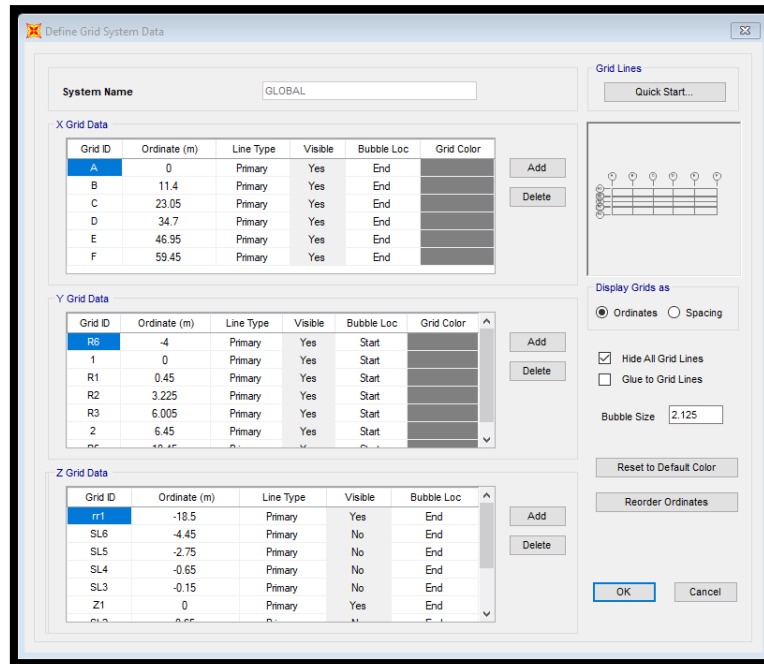 Define Grid System Data
Grid Lines
System Name GLOBAL Quick Start...
X Grid Data
Grid ID Ordinate (m) Line Type Visible Bubble Loc Grid Color
A 0 Primary Yes End Add
B 11.4 Primary Yes End
C 23.05 Primary Yes End Delete
D 34.7 Primary Yes End
E 46.95 Primary Yes End
F 59.45 Primary Yes End
Display Grids as
Ordinates Spacing
Y Grid Data
Grid ID Ordinate (m) Line Type Visible Bubble Loc Grid Color
R6 -4 Primary Yes Start Add
1 0 Primary Yes Start
R1 0.45 Primary Yes Start Delete
R2 3.225 Primary Yes Start
R3 6.005 Primary Yes Start
2 6.45 Primary Yes Start
Hide All Grid Lines
Glue to Grid Lines
Bubble Size 2.125
Reset to Default Color
Reorder Ordinates
Z Grid Data
Grid ID Ordinate (m) Line Type Visible Bubble Loc
rr1 -18.5 Primary Yes End Add
SL6 -4.45 Primary No End
SL5 -2.75 Primary No End Delete
SL4 -0.65 Primary No End
SL3 -0.15 Primary No End
Z1 0 Primary Yes End
OK Cancel